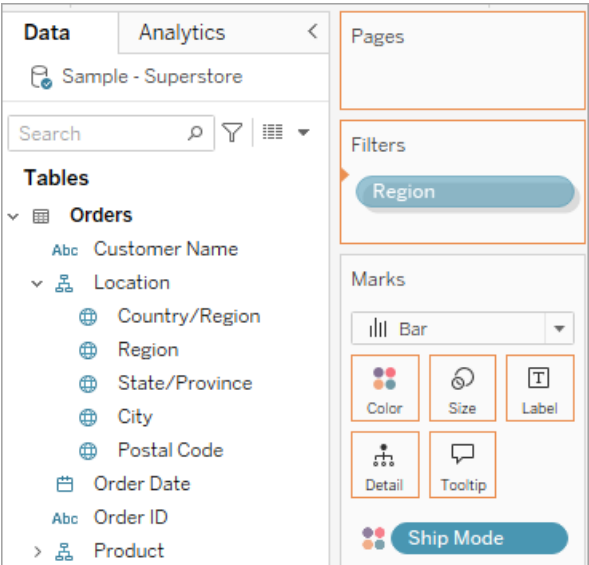 Data
Analytics
Sample - Superstore
Search
Tables
Orders
Abc Customer Name
Location
Country/Region
Region
State/Province
City
Postal Code
Order Date
Abc Order ID
Product
Pages
Filters
Region
Marks
Bar
Color
Size
T
Label
Detail
Tooltip
Ship Mode